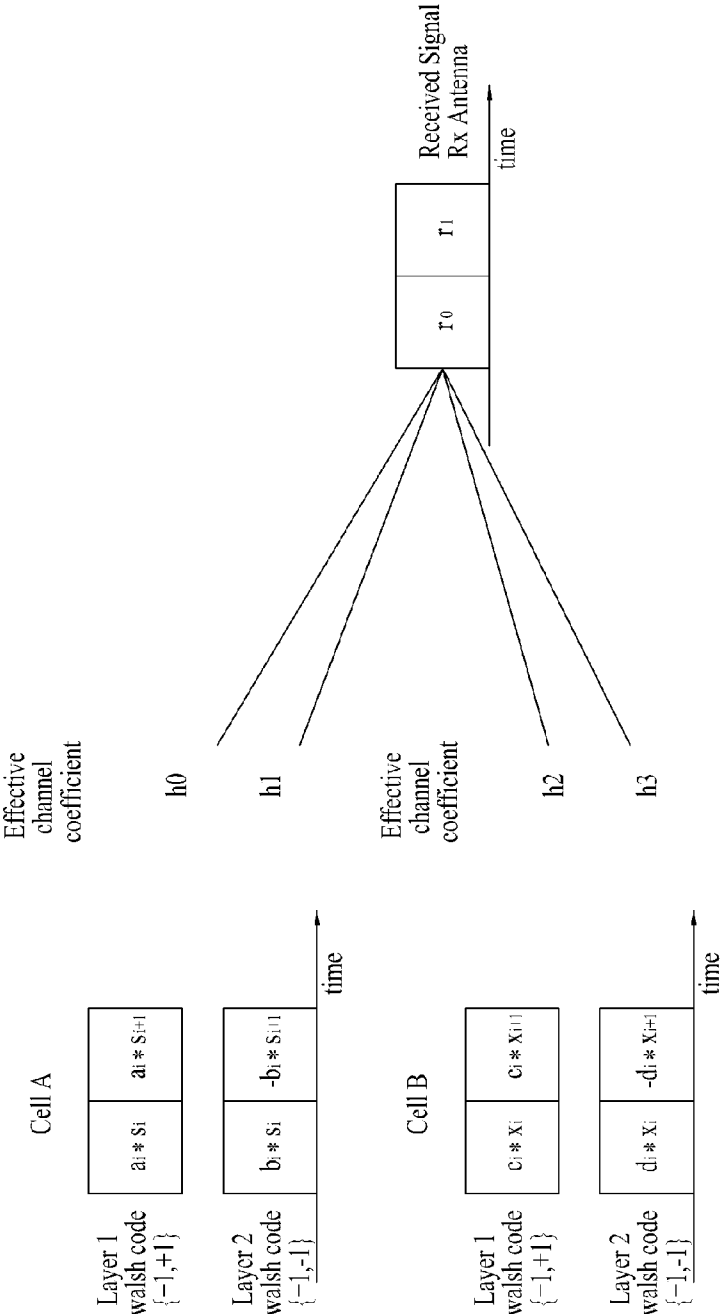 Cell A
Layer 1
walsh code
{−1,+1}
ai * si
ai * si+1
Layer 2
walsh code
{−1,-1}
bi * si
-bi * si+1
time
Effective
channel
coefficient
h0
h1
Cell B
Layer 1
walsh code
{−1,+1}
ci * xi
ci * xi+1
Layer 2
walsh code
{−1,-1}
di * xi
-di * xi+1
time
Effective
channel
coefficient
h2
h3
r0
r1
Received Signal
Rx Antenna
time